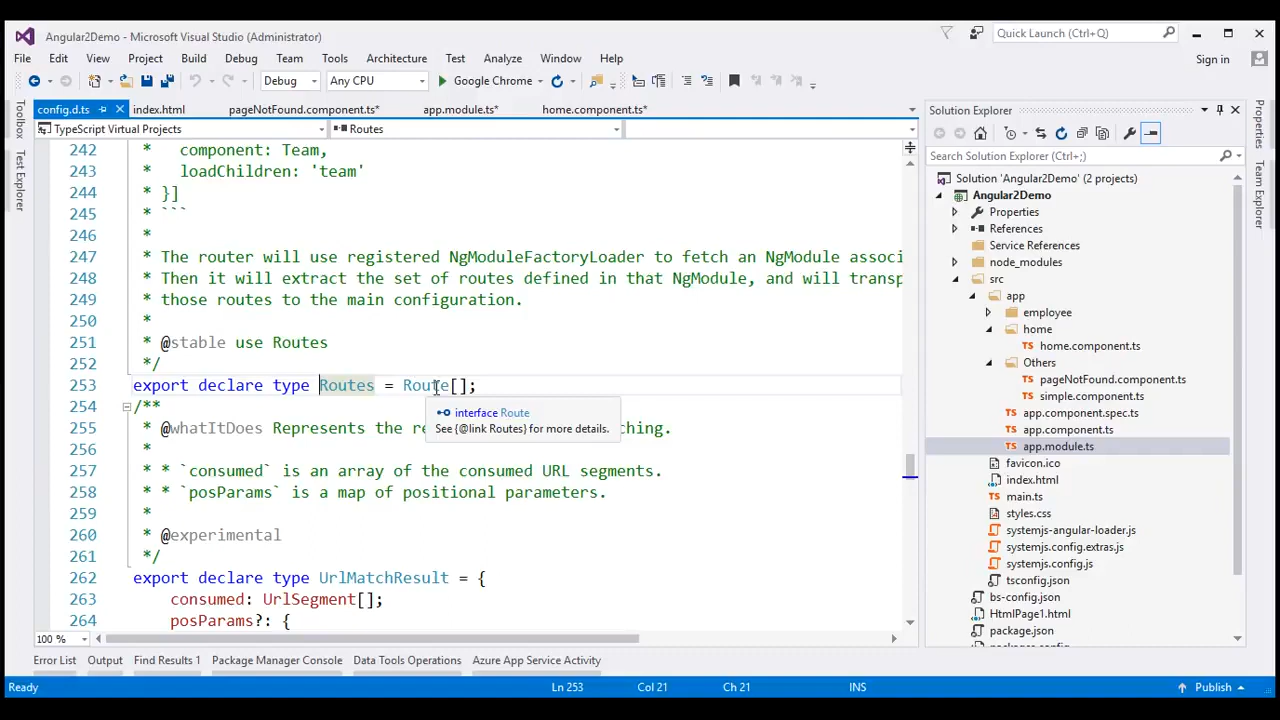 Angular2Demo - Microsoft Visual Studio (Administrator)
Quick Launch (Ctrl+Q)
File Edit View Project Build Debug Team Tools Architecture Test Analyze Window Help
Sign in
Debug Any CPU Google Chrome
config.d.ts index.html pageNotFound.component.ts* app.module.ts* home.component.ts*
TypeScript Virtual Projects Routes
Toolbox
Test Explorer
242 * component: Team,
243 * loadChildren: 'team'
244 * }]
245 * ```
246 *
247 * The router will use registered NgModuleFactoryLoader to fetch an NgModule associ
248 * Then it will extract the set of routes defined in that NgModule, and will transp
249 * those routes to the main configuration.
250 *
251 * @stable use Routes
252 */
253 export declare type Routes = Route[];
254 /**
255 * @whatItDoes Represents the re ching.
256 *
257 * * `consumed` is an array of the consumed URL segments.
258 * * `posParams` is a map of positional parameters.
259 *
260 * @experimental
261 */
262 export declare type UrlMatchResult = {
263 consumed: UrlSegment[];
264 posParams?: {
interface Route
See {@link Routes} for more details.
100 %
Solution Explorer
Search Solution Explorer (Ctrl+;)
Solution 'Angular2Demo' (2 projects)
Angular2Demo
Properties
References
Service References
node_modules
src
app
employee
home
home.component.ts
Others
pageNotFound.component.ts
simple.component.ts
app.component.spec.ts
app.component.ts
app.module.ts
favicon.ico
index.html
main.ts
styles.css
systemjs-angular-loader.js
systemjs.config.extras.js
systemjs.config.js
tsconfig.json
bs-config.json
HtmlPage1.html
package.json
Properties
Team Explorer
Error List Output Find Results 1 Package Manager Console Data Tools Operations Azure App Service Activity
Ready Ln 253 Col 21 Ch 21 INS Publish